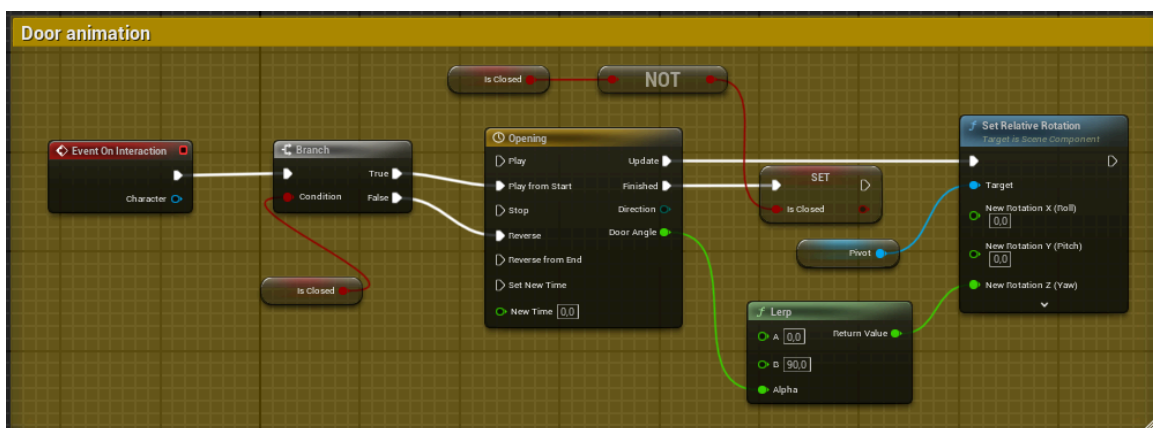 Door animation
Is Closed
NOT
Event On Interaction
Character
Branch
True
Condition
False
Is Closed
Opening
Play
Update
Play from Start
Finished
Stop
Direction
Reverse
Door Angle
Reverse from End
Set New Time
New Time 0,0
SET
Is Closed
Pivot
Lerp
A 0,0
Return Value
B 90,0
Alpha
Set Relative Rotation
Target is Scene Component
Target
New Rotation X (Roll)
0,0
New Rotation Y (Pitch)
0,0
New Rotation Z (Yaw)